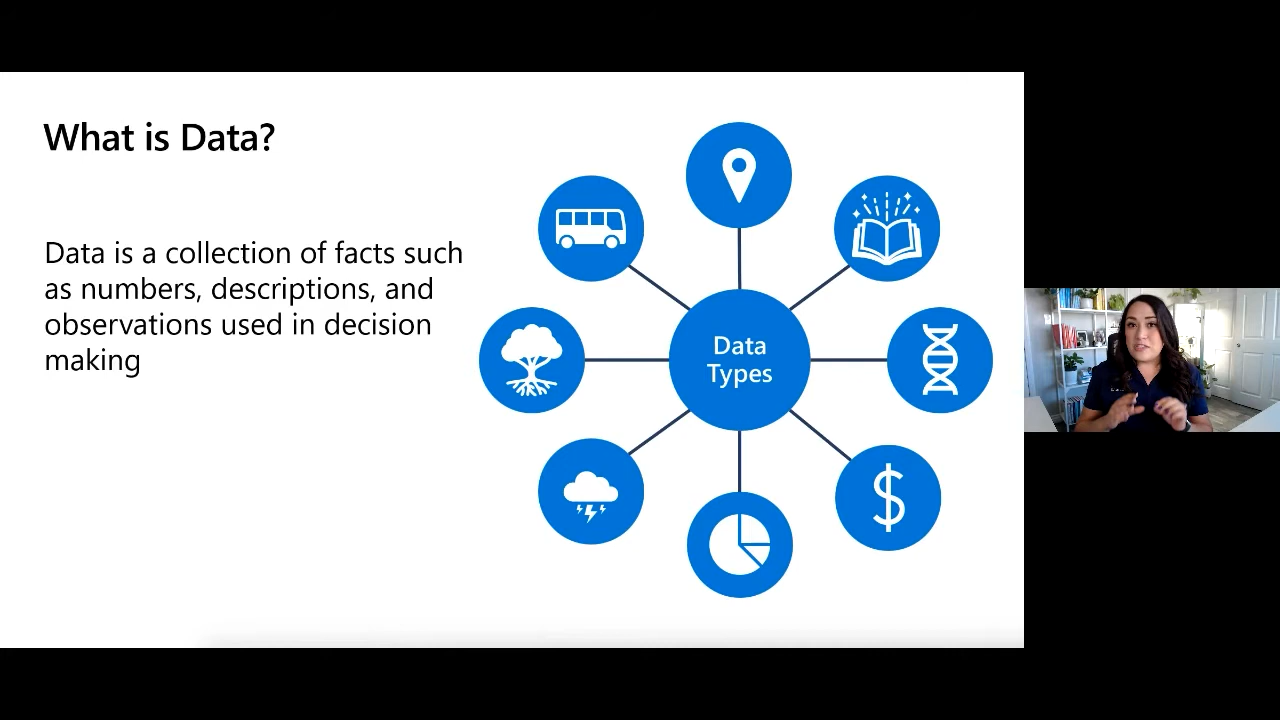 What is Data?
Data is a collection of facts such
as numbers, descriptions, and
observations used in decision
making
Data
Types
$